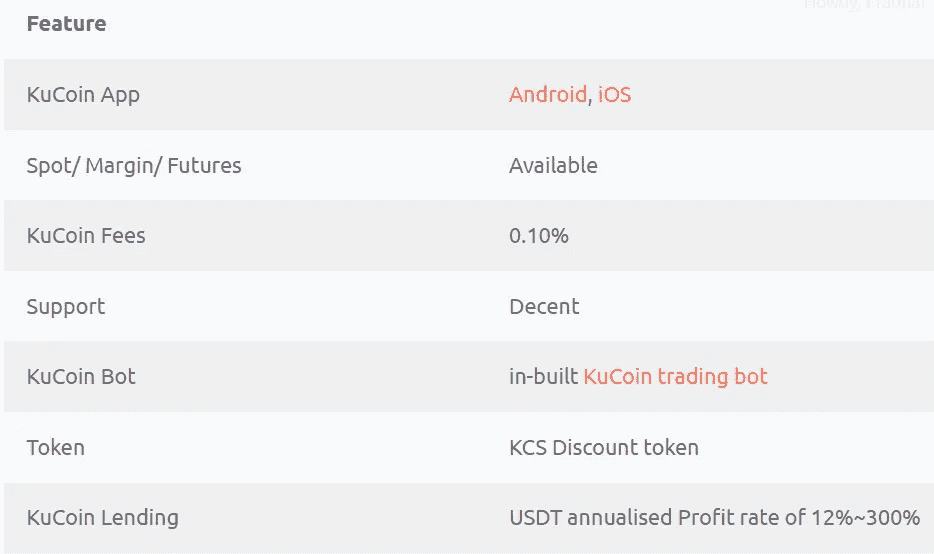 Howdy, Prabhat
Feature
KuCoin App Android, iOS
Spot/ Margin/ Futures Available
KuCoin Fees 0.10%
Support Decent
KuCoin Bot in-built KuCoin trading bot
Token KCS Discount token
KuCoin Lending USDT annualised Profit rate of 12%~300%